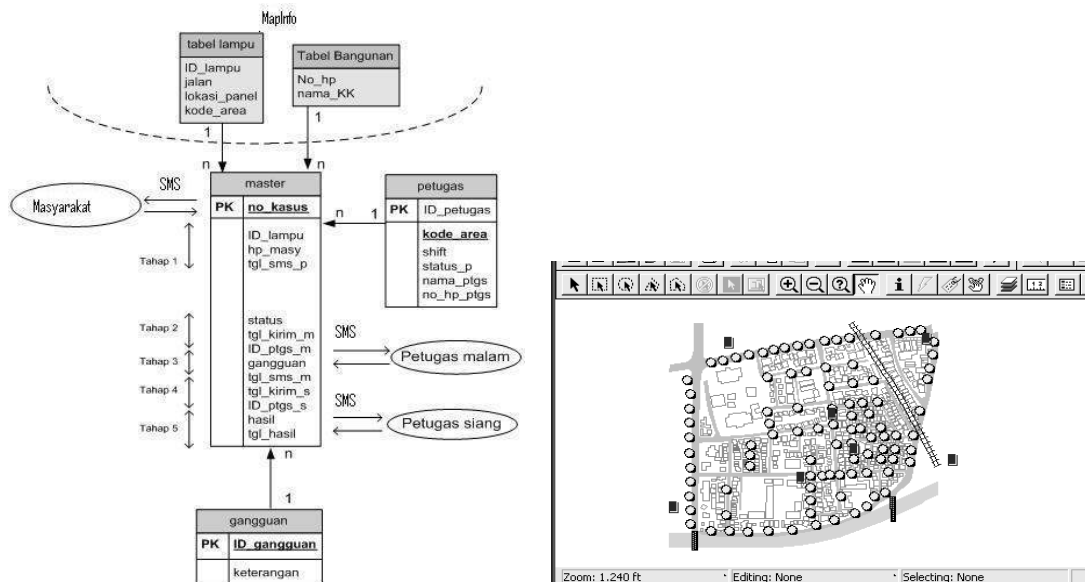 MapInfo
tabel lampu
ID_lampu
jalan
lokasi_panel
kode_area
Tabel Bangunan
No_hp
nama_KK
1
1
n
n
SMS
Masyarakat
master
PK no_kasus
ID_lampu
hp_masy
tgl_sms_p
status
tgl_kirim_m
ID_ptgs_m
gangguan
tgl_sms_m
tgl_kirim_s
ID_ptgs_s
hasil
tgl_hasil
Tahap 1
Tahap 2
Tahap 3
Tahap 4
Tahap 5
n
1
petugas
PK ID_petugas
kode_area
shift
status_p
nama_ptgs
no_hp_ptgs
SMS
Petugas malam
SMS
Petugas siang
n
1
gangguan
PK ID_gangguan
keterangan
Zoom: 1.240 ft
Editing: None
Selecting: None